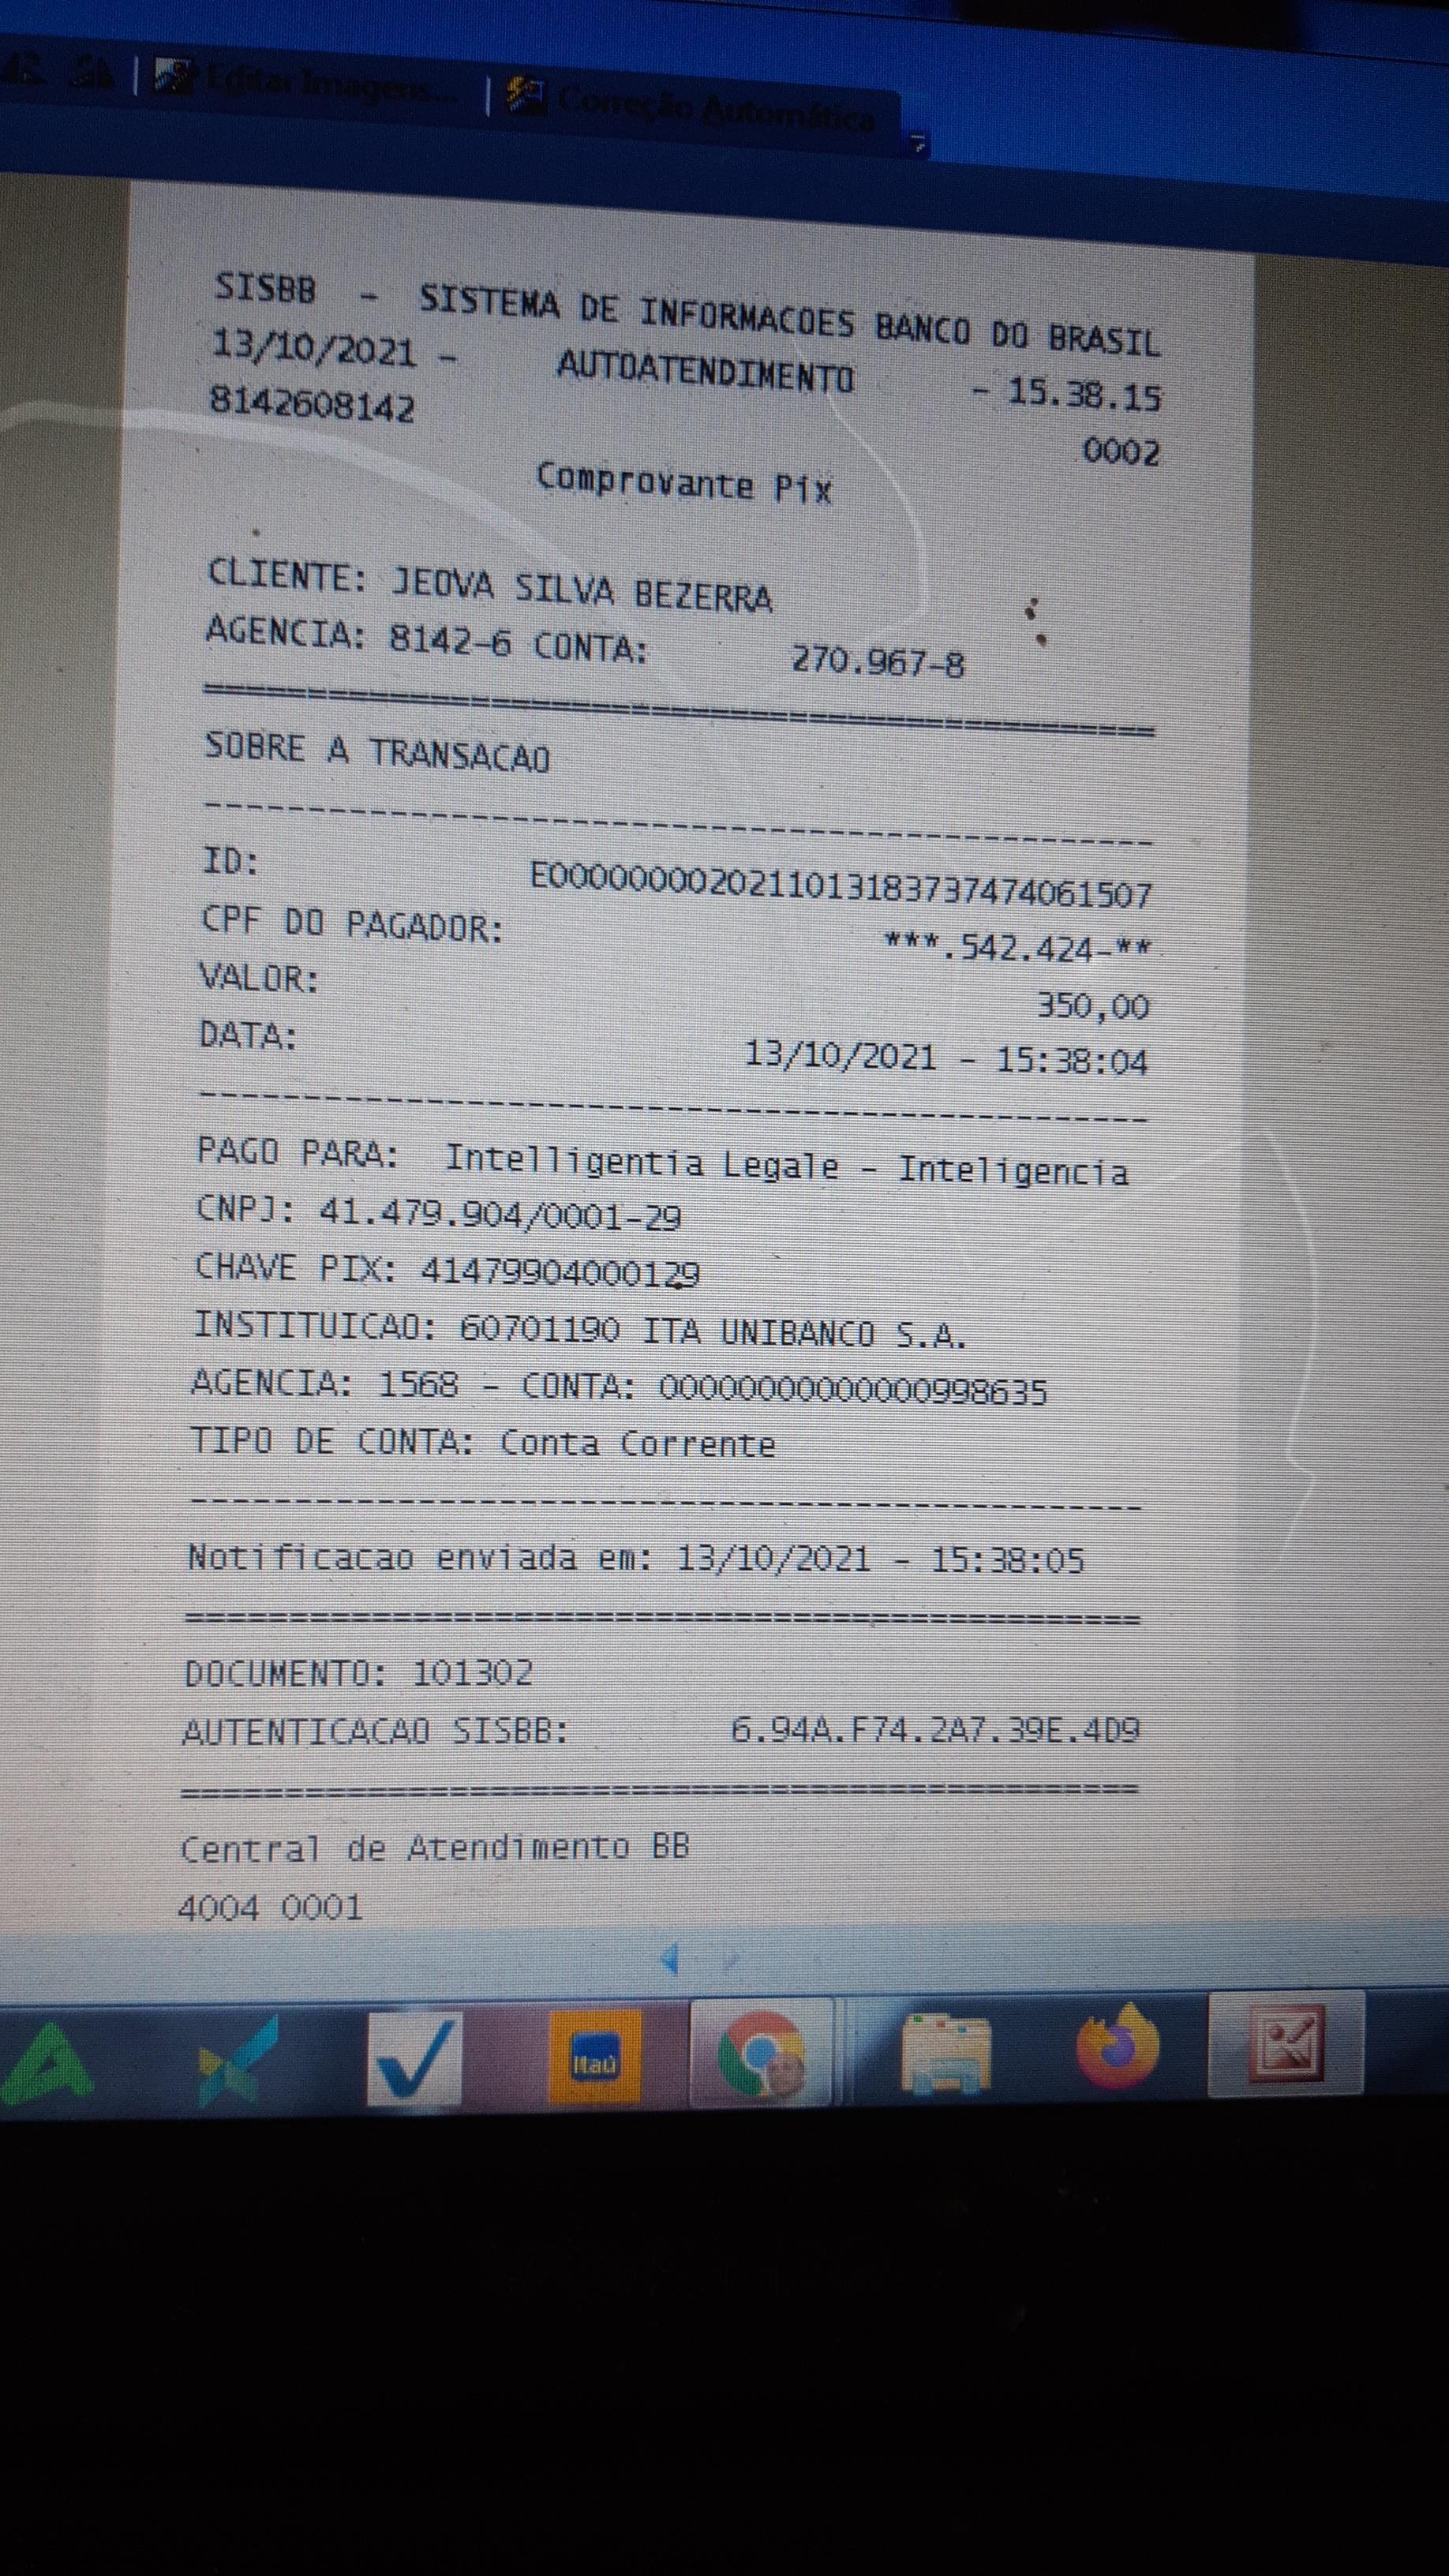 Editar Imagens... Correção Automática
SISBB - SISTEMA DE INFORMACOES BANCO DO BRASIL
13/10/2021 - AUTOATENDIMENTO - 15.38.15
8142608142 0002
Comprovante Pix
CLIENTE: JEOVA SILVA BEZERRA
AGENCIA: 8142-6 CONTA: 270.967-8
================================================
SOBRE A TRANSACAO
------------------------------------------------
ID: E0000000020211013183737474061507
CPF DO PAGADOR: ***.542.424-**
VALOR: 350,00
DATA: 13/10/2021 - 15:38:04
------------------------------------------------
PAGO PARA: Intelligentia Legale - Inteligencia
CNPJ: 41.479.904/0001-29
CHAVE PIX: 41479904000129
INSTITUICAO: 60701190 ITA UNIBANCO S.A.
AGENCIA: 1568 - CONTA: 00000000000000998635
TIPO DE CONTA: Conta Corrente
------------------------------------------------
Notificacao enviada em: 13/10/2021 - 15:38:05
================================================
DOCUMENTO: 101302
AUTENTICACAO SISBB: 6.94A.F74.2A7.39E.4D9
================================================
Central de Atendimento BB
4004 0001
Itaú